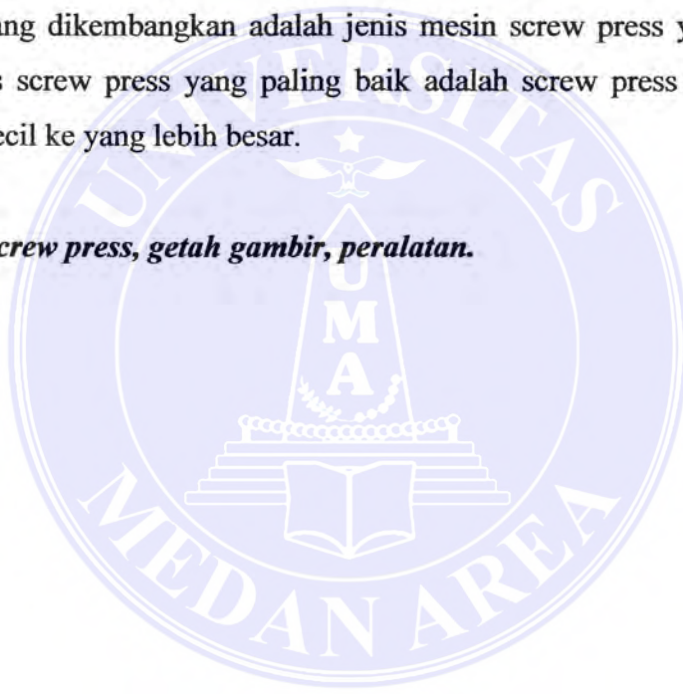 ang dikembangkan adalah jenis mesin screw press y
s screw press yang paling baik adalah screw press
ecil ke yang lebih besar.
crew press, getah gambir, peralatan.
UNIVERSITAS
U
M
A
MEDAN AREA